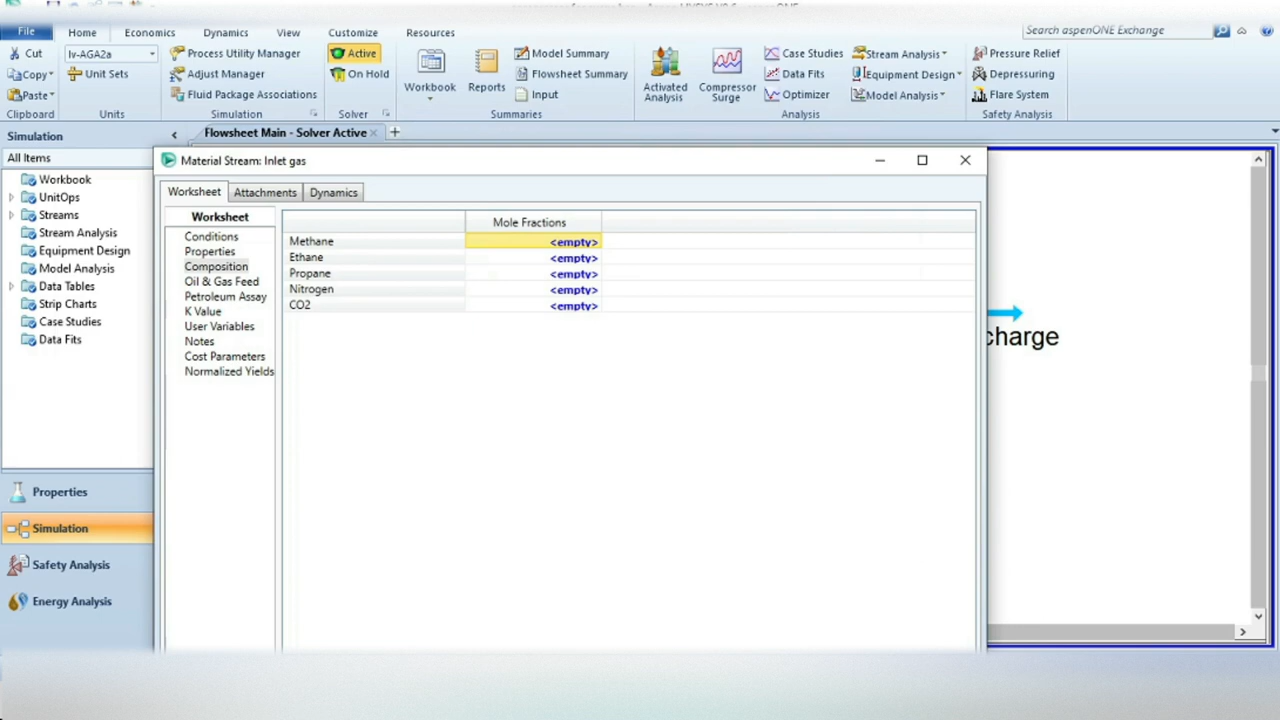 File Home Economics Dynamics View Customize Resources Search aspenONE Exchange
Cut lv-AGA2a Process Utility Manager Active Model Summary Case Studies Stream Analysis Pressure Relief
Copy Unit Sets Adjust Manager On Hold Flowsheet Summary Data Fits Equipment Design Depressuring
Paste Fluid Package Associations Workbook Reports Input Activated Analysis Compressor Surge Optimizer Model Analysis Flare System
Clipboard Units Simulation Solver Summaries Analysis Safety Analysis
Simulation Flowsheet Main - Solver Active
All Items
Workbook
UnitOps
Streams
Stream Analysis
Equipment Design
Model Analysis
Data Tables
Strip Charts
Case Studies
Data Fits
Properties
Simulation
Safety Analysis
Energy Analysis
Material Stream: Inlet gas
Worksheet Attachments Dynamics
Worksheet
Conditions
Properties
Composition
Oil & Gas Feed
Petroleum Assay
K Value
User Variables
Notes
Cost Parameters
Normalized Yields
Mole Fractions
Methane <empty>
Ethane <empty>
Propane <empty>
Nitrogen <empty>
CO2 <empty>
charge